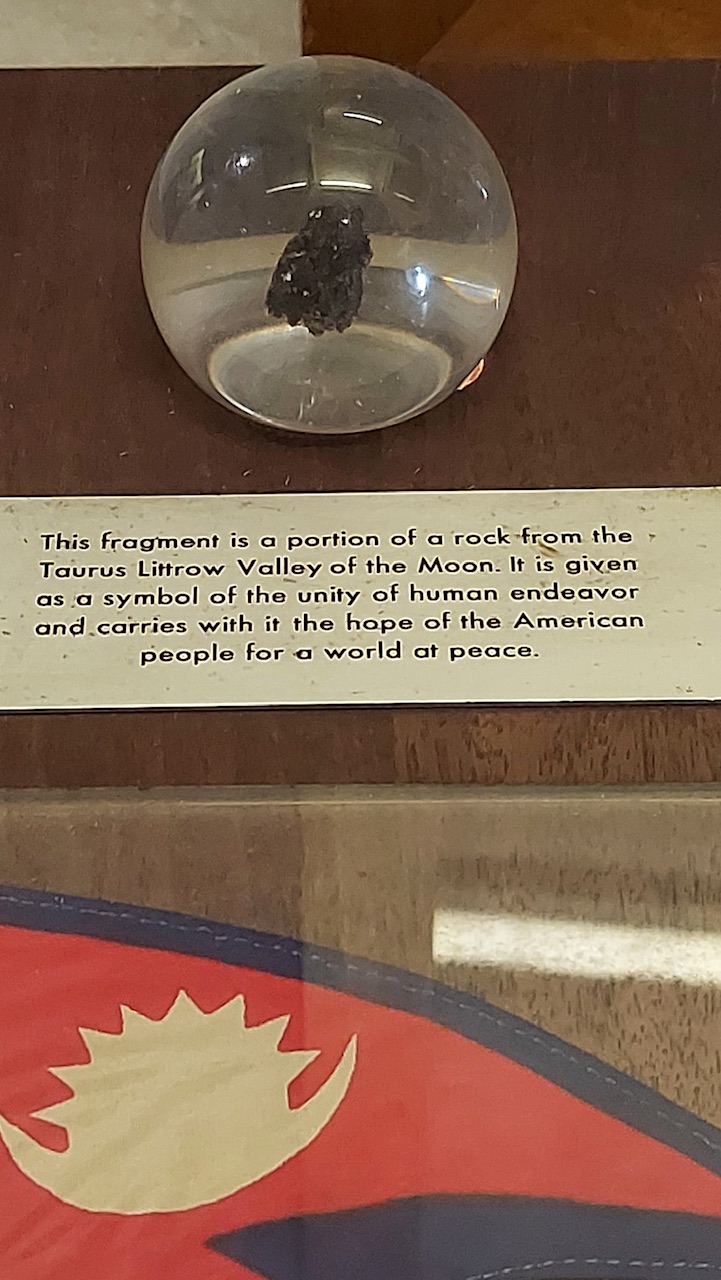 This fragment is a portion of a rock from the
Taurus Littrow Valley of the Moon. It is given
as a symbol of the unity of human endeavor
and carries with it the hope of the American
people for a world at peace.